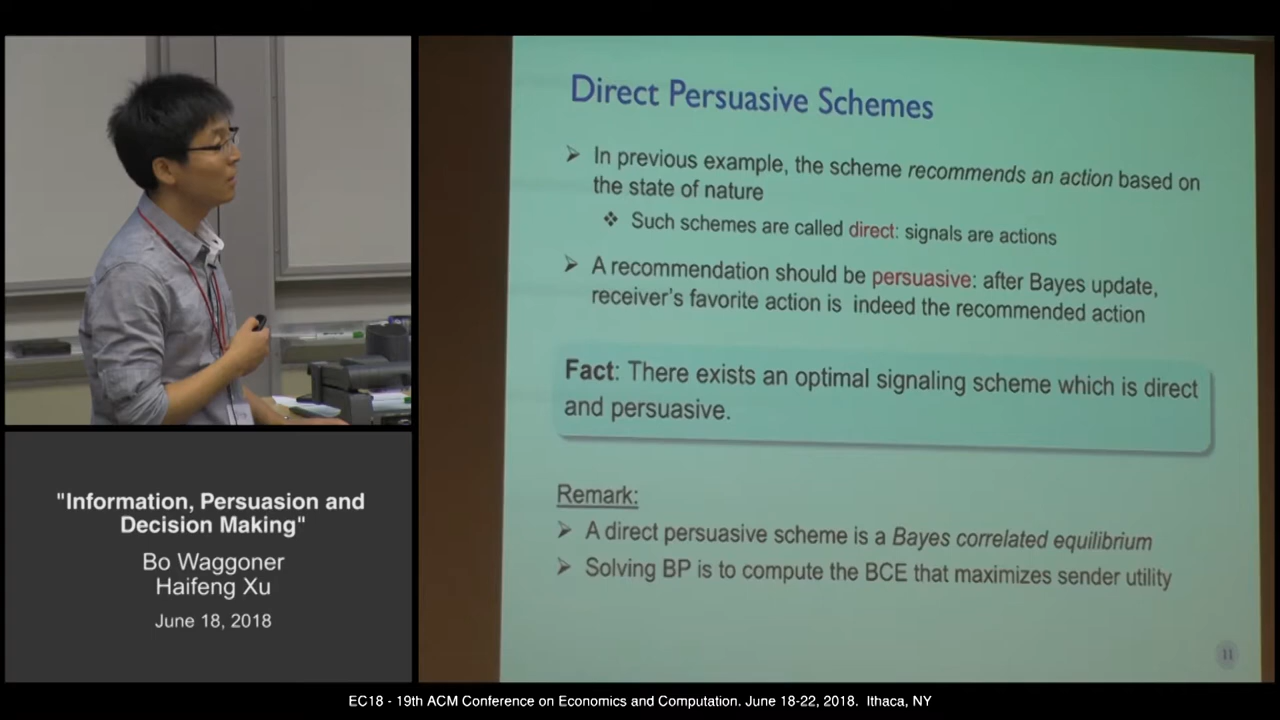 Direct Persuasive Schemes
➢ In previous example, the scheme recommends an action based on
the state of nature
❖ Such schemes are called direct: signals are actions
➢ A recommendation should be persuasive: after Bayes update,
receiver's favorite action is indeed the recommended action
Fact: There exists an optimal signaling scheme which is direct
and persuasive.
Remark:
➢ A direct persuasive scheme is a Bayes correlated equilibrium
➢ Solving BP is to compute the BCE that maximizes sender utility
11
"Information, Persuasion and
Decision Making"
Bo Waggoner
Haifeng Xu
June 18, 2018
EC18 - 19th ACM Conference on Economics and Computation. June 18-22, 2018. Ithaca, NY